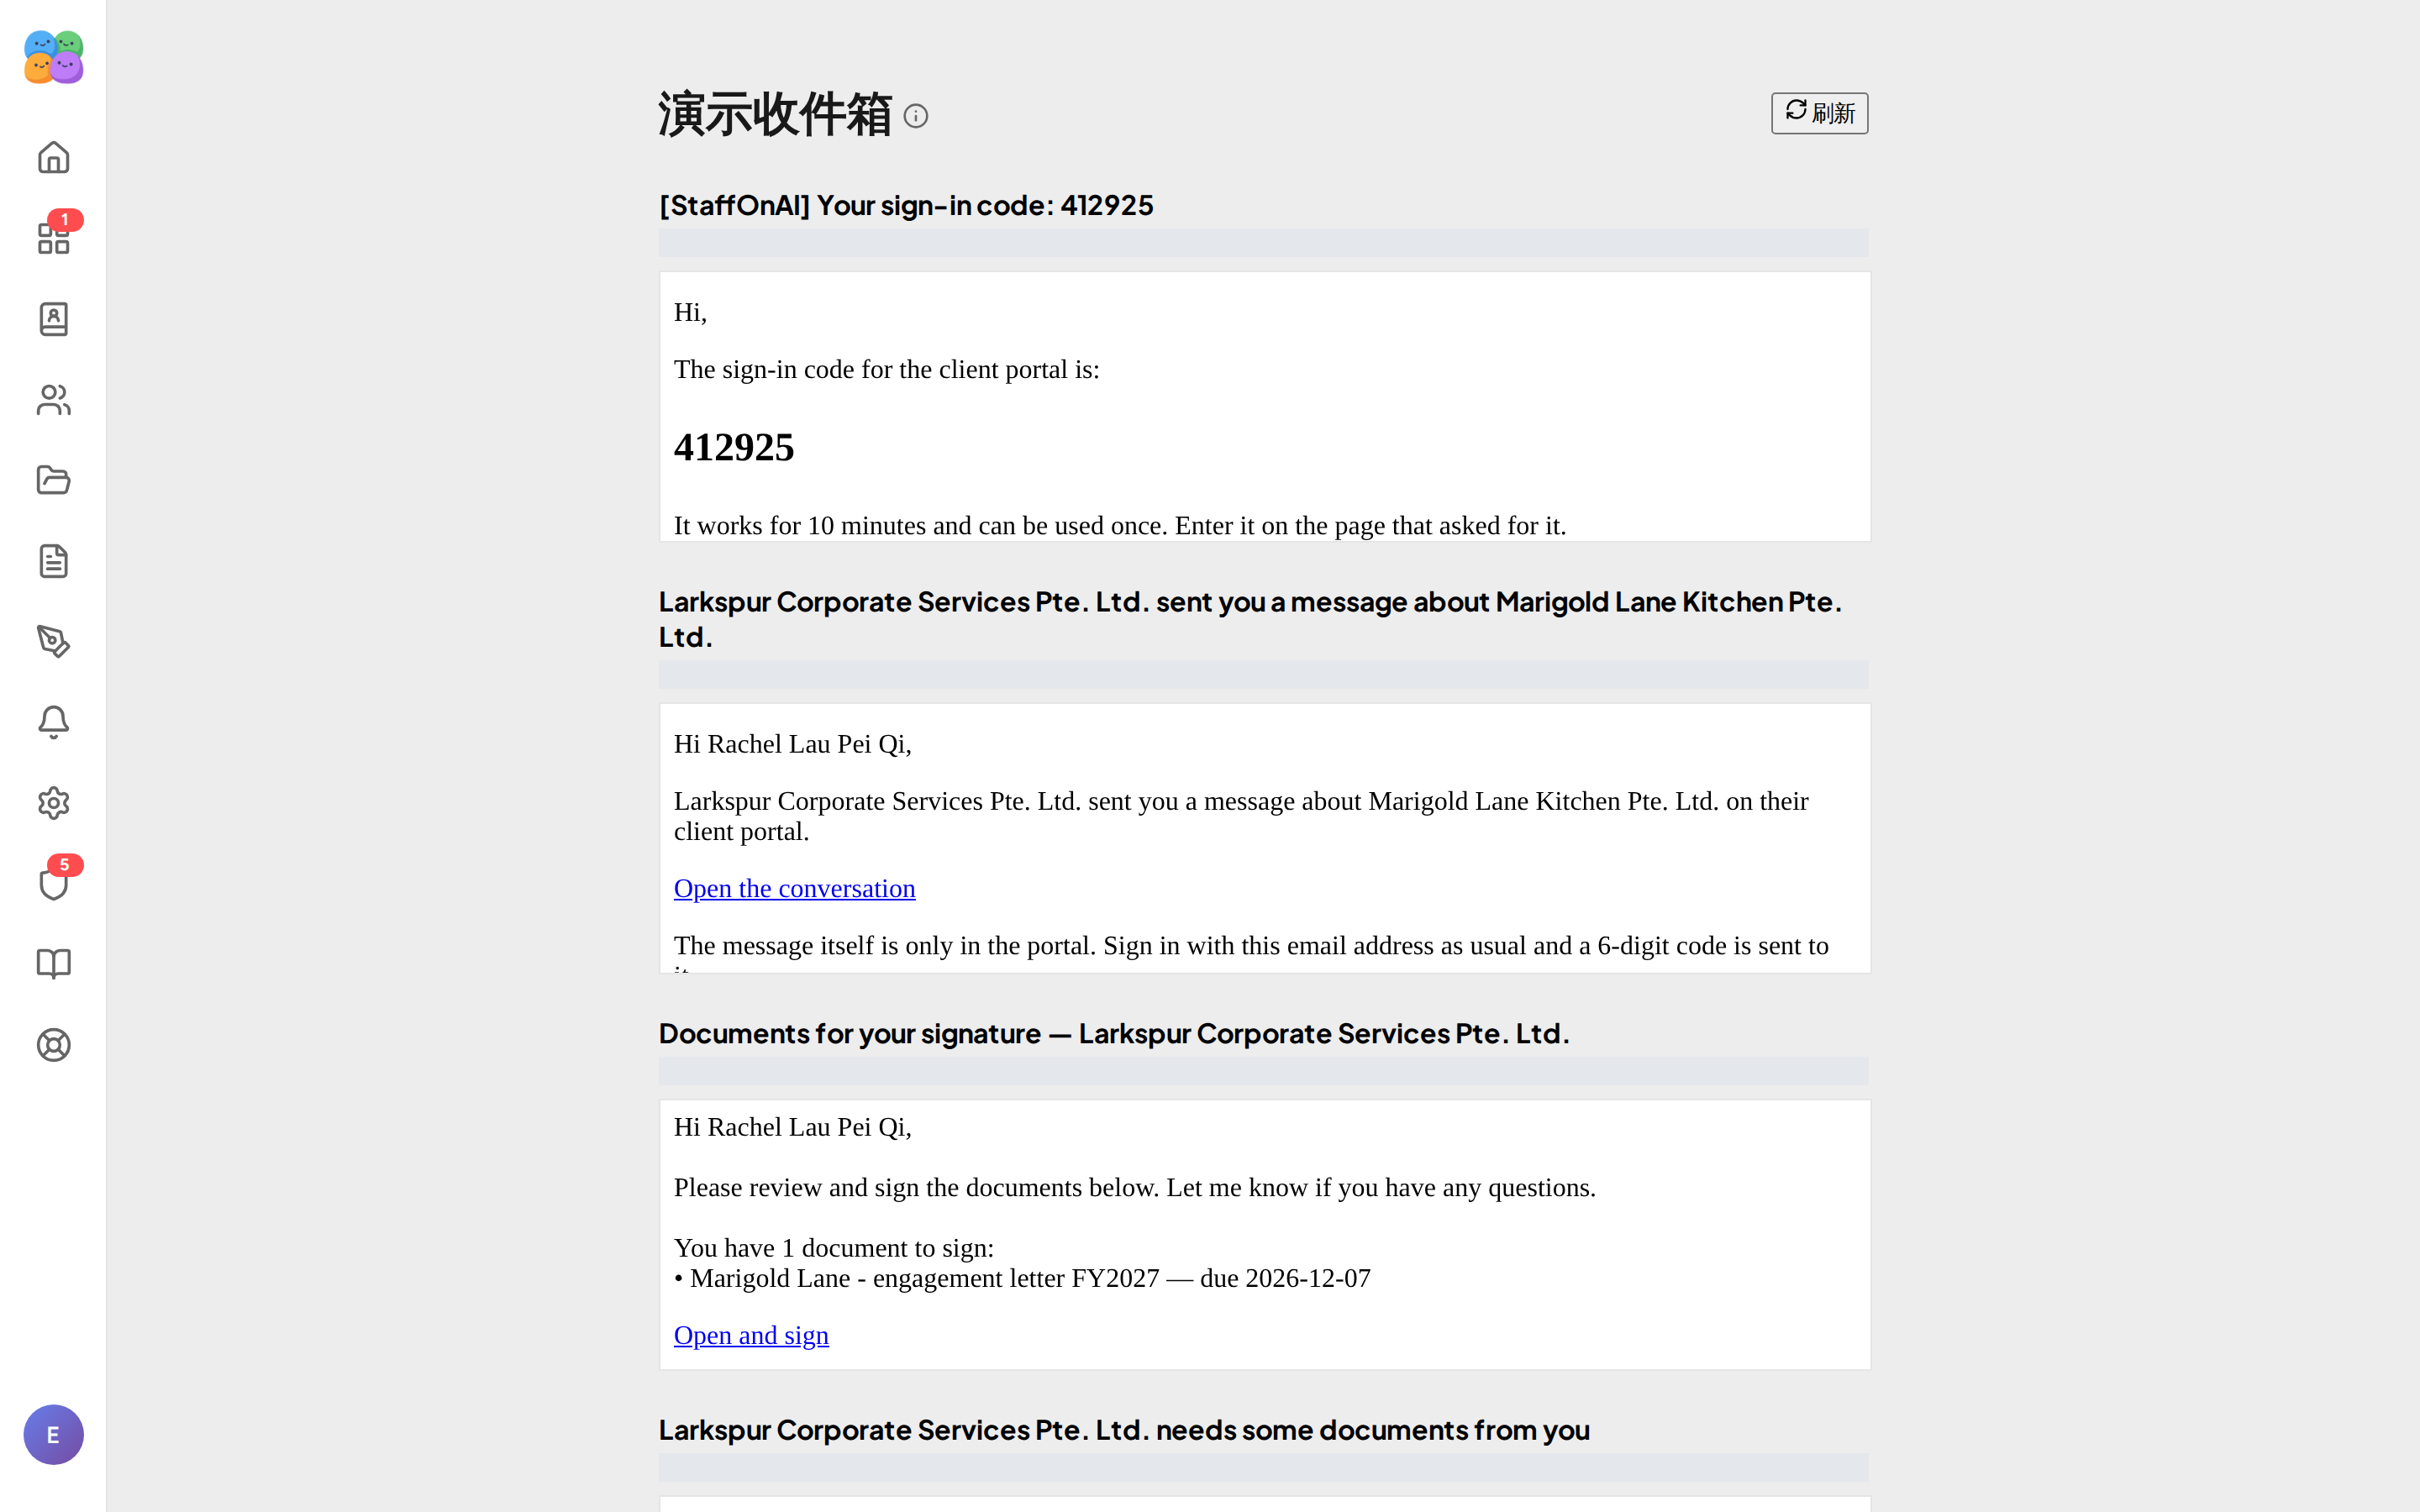 演示收件箱
刷新
1
[StaffOnAI] Your sign-in code: 412925
Hi,
The sign-in code for the client portal is:
412925
It works for 10 minutes and can be used once. Enter it on the page that asked for it.
Larkspur Corporate Services Pte. Ltd. sent you a message about Marigold Lane Kitchen Pte.
Ltd.
Hi Rachel Lau Pei Qi,
Larkspur Corporate Services Pte. Ltd. sent you a message about Marigold Lane Kitchen Pte. Ltd. on their
client portal.
5
Open the conversation
The message itself is only in the portal. Sign in with this email address as usual and a 6-digit code is sent to
Documents for your signature — Larkspur Corporate Services Pte. Ltd.
Hi Rachel Lau Pei Qi,
Please review and sign the documents below. Let me know if you have any questions.
You have 1 document to sign:
• Marigold Lane - engagement letter FY2027 — due 2026-12-07
Open and sign
Larkspur Corporate Services Pte. Ltd. needs some documents from you
E